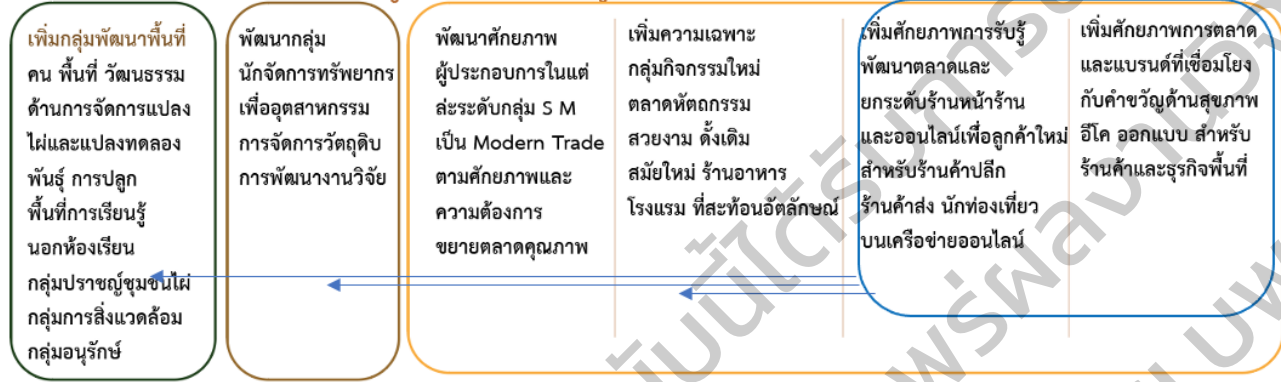 เพิ่มกลุ่มพัฒนาพื้นที่
คน พื้นที่ วัฒนธรรม
ด้านการจัดการแปลง
ไผ่และแปลงทดลอง
พันธุ์ การปลูก
พื้นที่การเรียนรู้
นอกห้องเรียน
กลุ่มปราชญ์ชุมชนไผ่
กลุ่มการสิ่งแวดล้อม
กลุ่มอนุรักษ์
พัฒนากลุ่ม
นักจัดการทรัพยากร
เพื่ออุตสาหกรรม
การจัดการวัตถุดิบ
การพัฒนางานวิจัย
พัฒนาศักยภาพ
ผู้ประกอบการในแต่
ล่ะระดับกลุ่ม S M
เป็น Modern Trade
ตามศักยภาพและ
ความต้องการ
ขยายตลาดคุณภาพ
เพิ่มความเฉพาะ
กลุ่มกิจกรรมใหม่
ตลาดหัตถกรรม
สวยงาม ดั้งเดิม
สมัยใหม่ ร้านอาหาร
โรงแรม ที่สะท้อนอัตลักษณ์
เพิ่มศักยภาพการรับรู้
พัฒนาตลาดและ
ยกระดับร้านหน้าร้าน
และออนไลน์เพื่อลูกค้าใหม่
สำหรับร้านค้าปลีก
ร้านค้าส่ง นักท่องเที่ยว
บนเครือข่ายออนไลน์
เพิ่มศักยภาพการตลาด
และแบรนด์ที่เชื่อมโยง
กับคำขวัญด้านสุขภาพ
อีโค ออกแบบ สำหรับ
ร้านค้าและธุรกิจพื้นที่